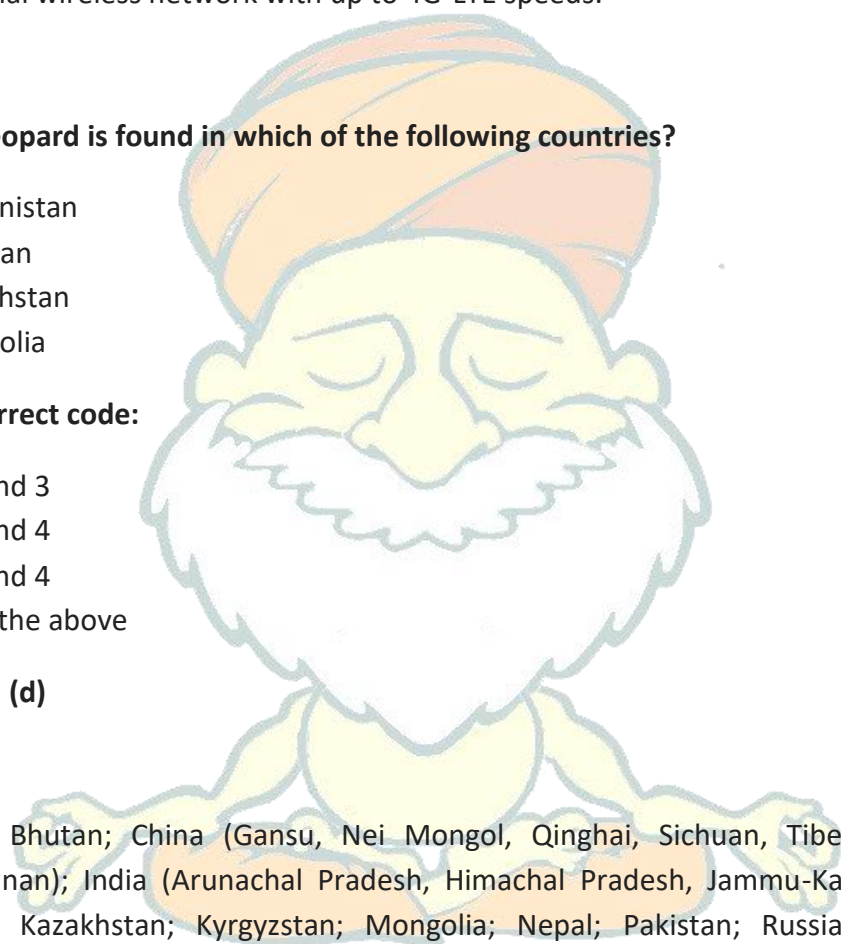 nal wireless network with up to 4G LTE speeds.
opard is found in which of the following countries?
nistan
an
hstan
olia
rrect code:
nd 3
nd 4
nd 4
the above
(d)
Bhutan; China (Gansu, Nei Mongol, Qinghai, Sichuan, Tibe
nan); India (Arunachal Pradesh, Himachal Pradesh, Jammu-Ka
Kazakhstan; Kyrgyzstan; Mongolia; Nepal; Pakistan; Russia